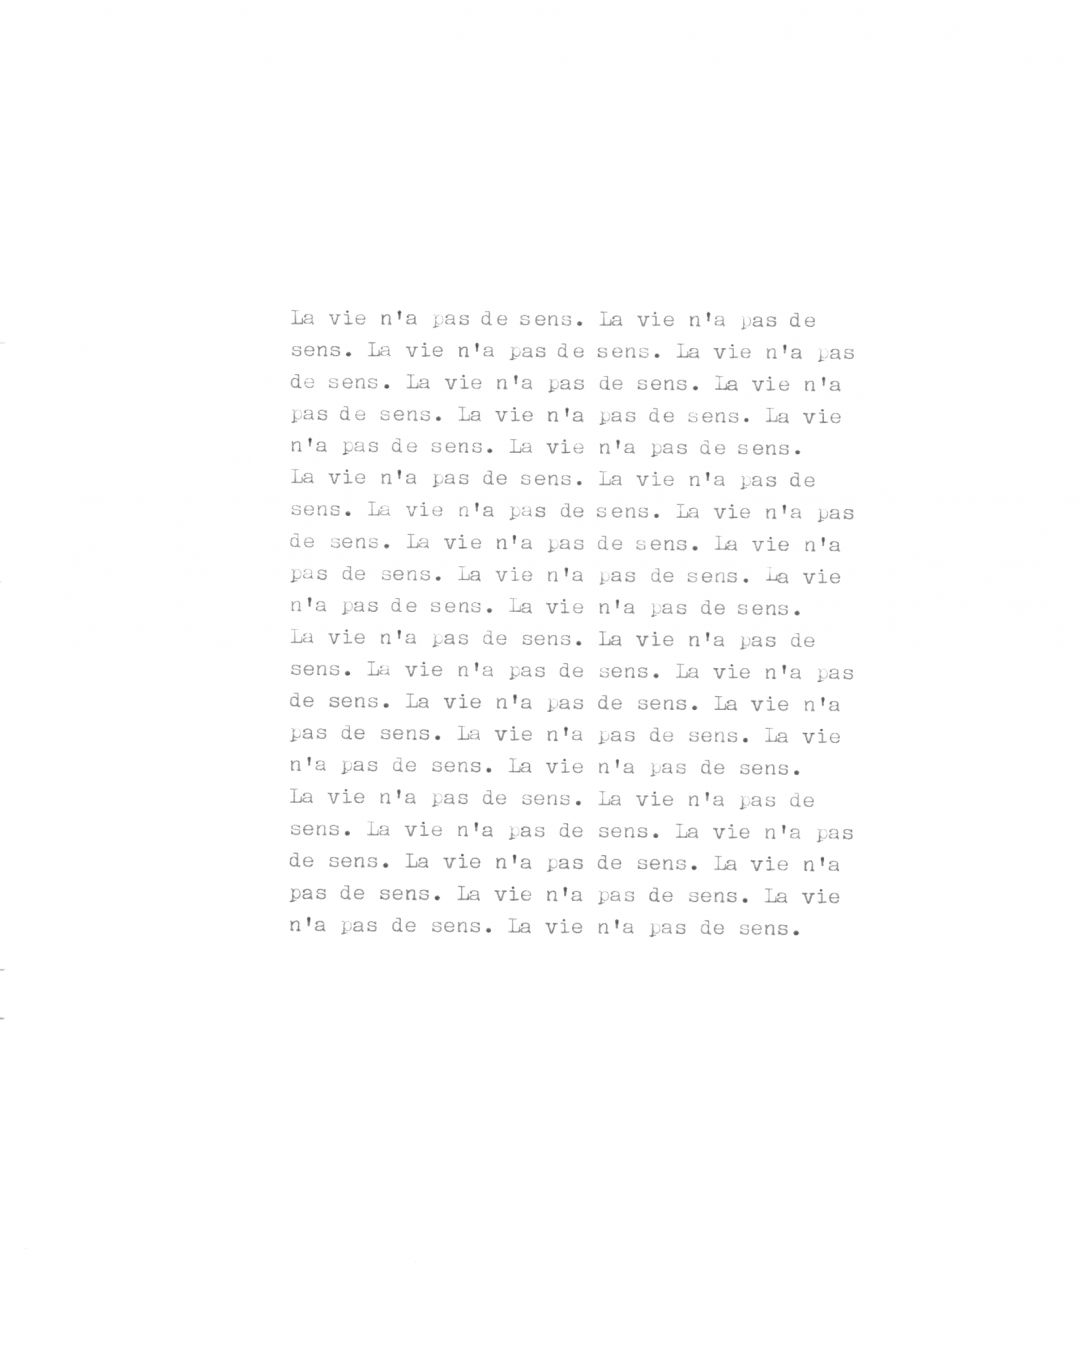 La vie n'a pas de sens. La vie n'a pas de
sens. La vie n'a pas de sens. La vie n'a pas
de sens. La vie n'a pas de sens. La vie n'a
pas de sens. La vie n'a pas de sens. La vie
n'a pas de sens. La vie n'a pas de sens.
La vie n'a pas de sens. La vie n'a pas de
sens. La vie n'a pas de sens. La vie n'a pas
de sens. La vie n'a pas de sens. La vie n'a
pas de sens. La vie n'a pas de sens. La vie
n'a pas de sens. La vie n'a pas de sens.
La vie n'a pas de sens. La vie n'a pas de
sens. La vie n'a pas de sens. La vie n'a pas
de sens. La vie n'a pas de sens. La vie n'a
pas de sens. La vie n'a pas de sens. La vie
n'a pas de sens. La vie n'a pas de sens.
La vie n'a pas de sens. La vie n'a pas de
sens. La vie n'a pas de sens. La vie n'a pas
de sens. La vie n'a pas de sens. La vie n'a
pas de sens. La vie n'a pas de sens. La vie
n'a pas de sens. La vie n'a pas de sens.